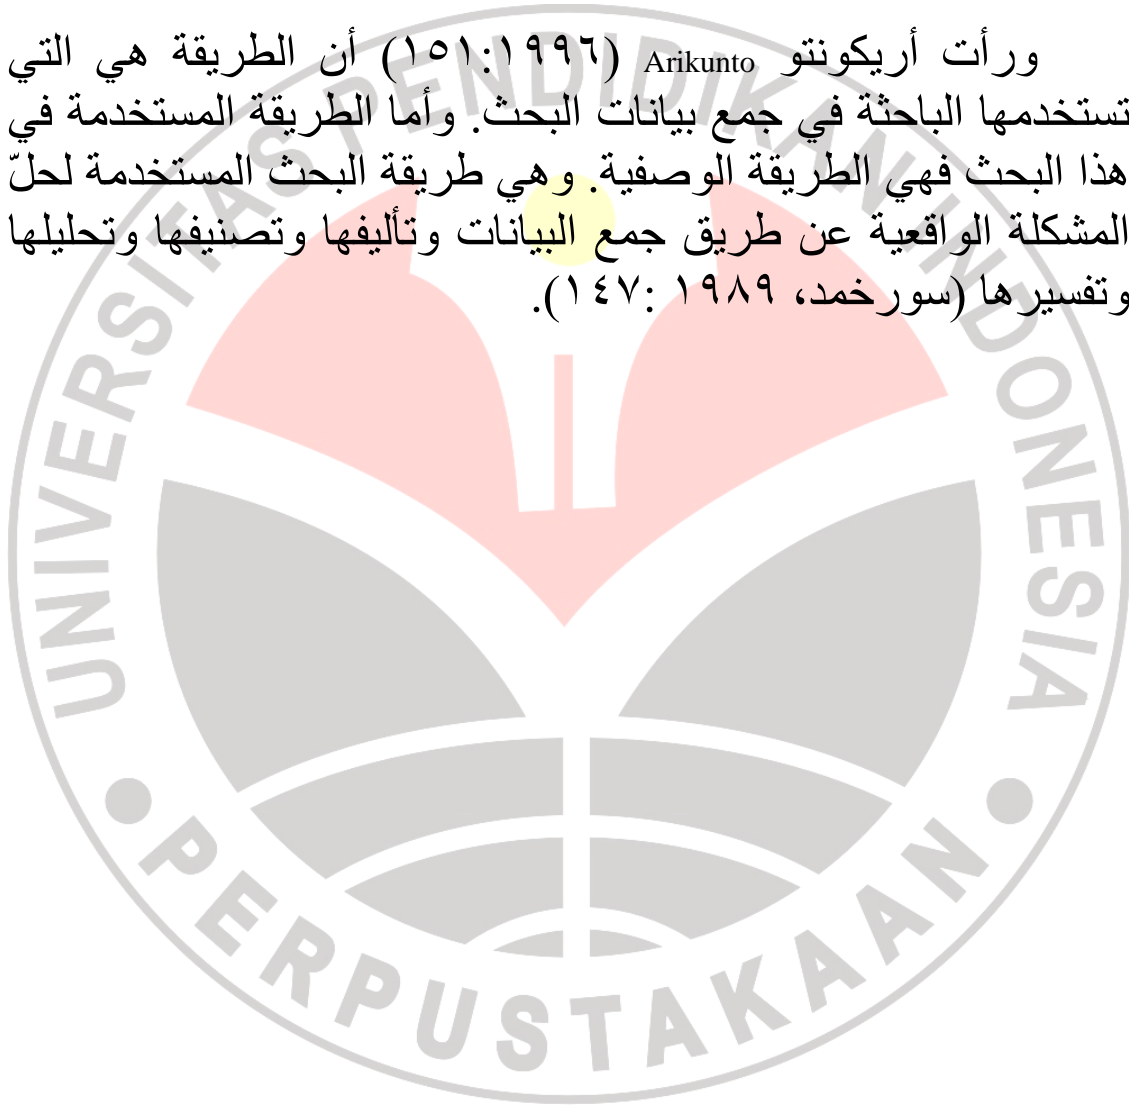 ورأت أريكونتو Arikunto (١٩٩٦:١٥١) أن الطريقة هي التي
تستخدمها الباحثة في جمع بيانات البحث. وأما الطريقة المستخدمة في
هذا البحث فهي الطريقة الوصفية. وهي طريقة البحث المستخدمة لحلّ
المشكلة الواقعية عن طريق جمع البيانات وتأليفها وتصنيفها وتحليلها
وتفسيرها (سورخمد، ١٩٨٩ :١٤٧).
UNIVERSITAS PENDIDIKAN INDONESIA
PERPUSTAKAAN